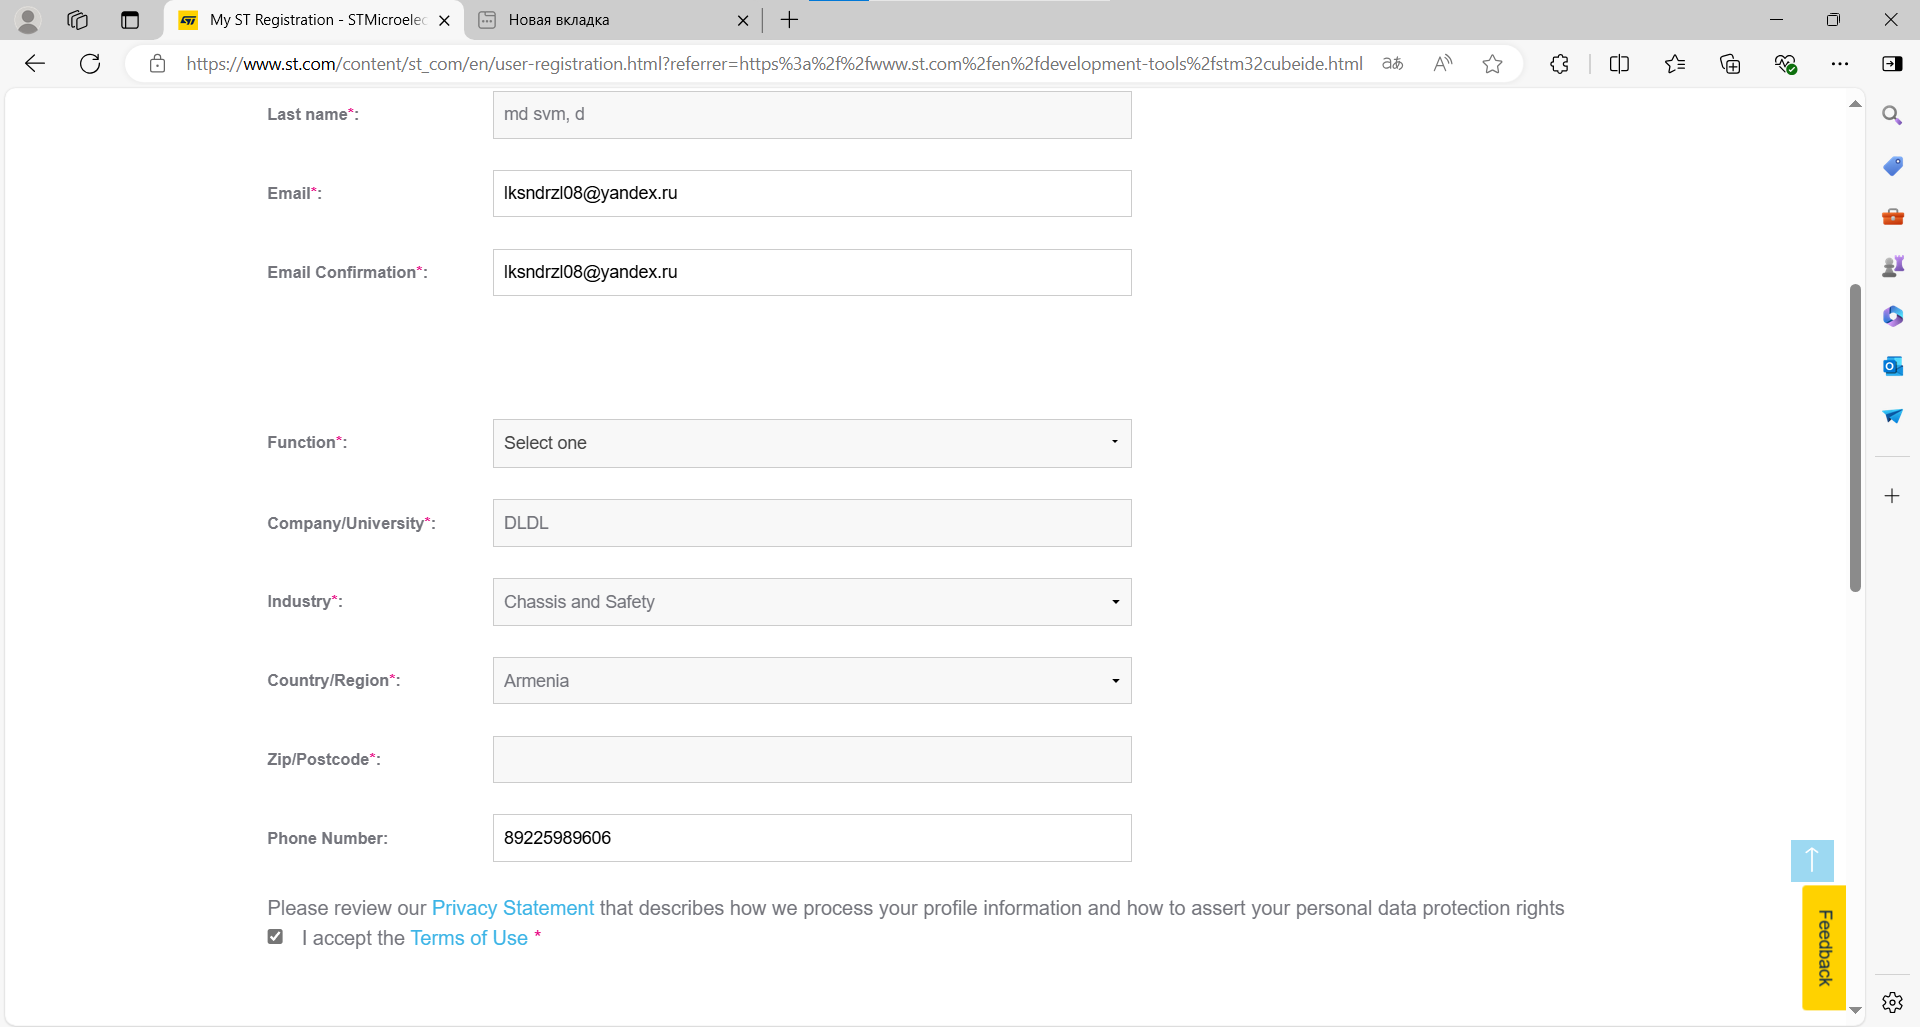 My ST Registration - STMicroelec
Новая вкладка
https://www.st.com/content/st_com/en/user-registration.html?referrer=https%3a%2f%2fwww.st.com%2fen%2fdevelopment-tools%2fstm32cubeide.html
Last name*:
md svm, d
Email*:
lksndrzl08@yandex.ru
Email Confirmation*:
lksndrzl08@yandex.ru
Function*:
Select one
Company/University*:
DLDL
Industry*:
Chassis and Safety
Country/Region*:
Armenia
Zip/Postcode*:
Phone Number:
89225989606
Please review our Privacy Statement that describes how we process your profile information and how to assert your personal data protection rights
I accept the Terms of Use *
Feedback